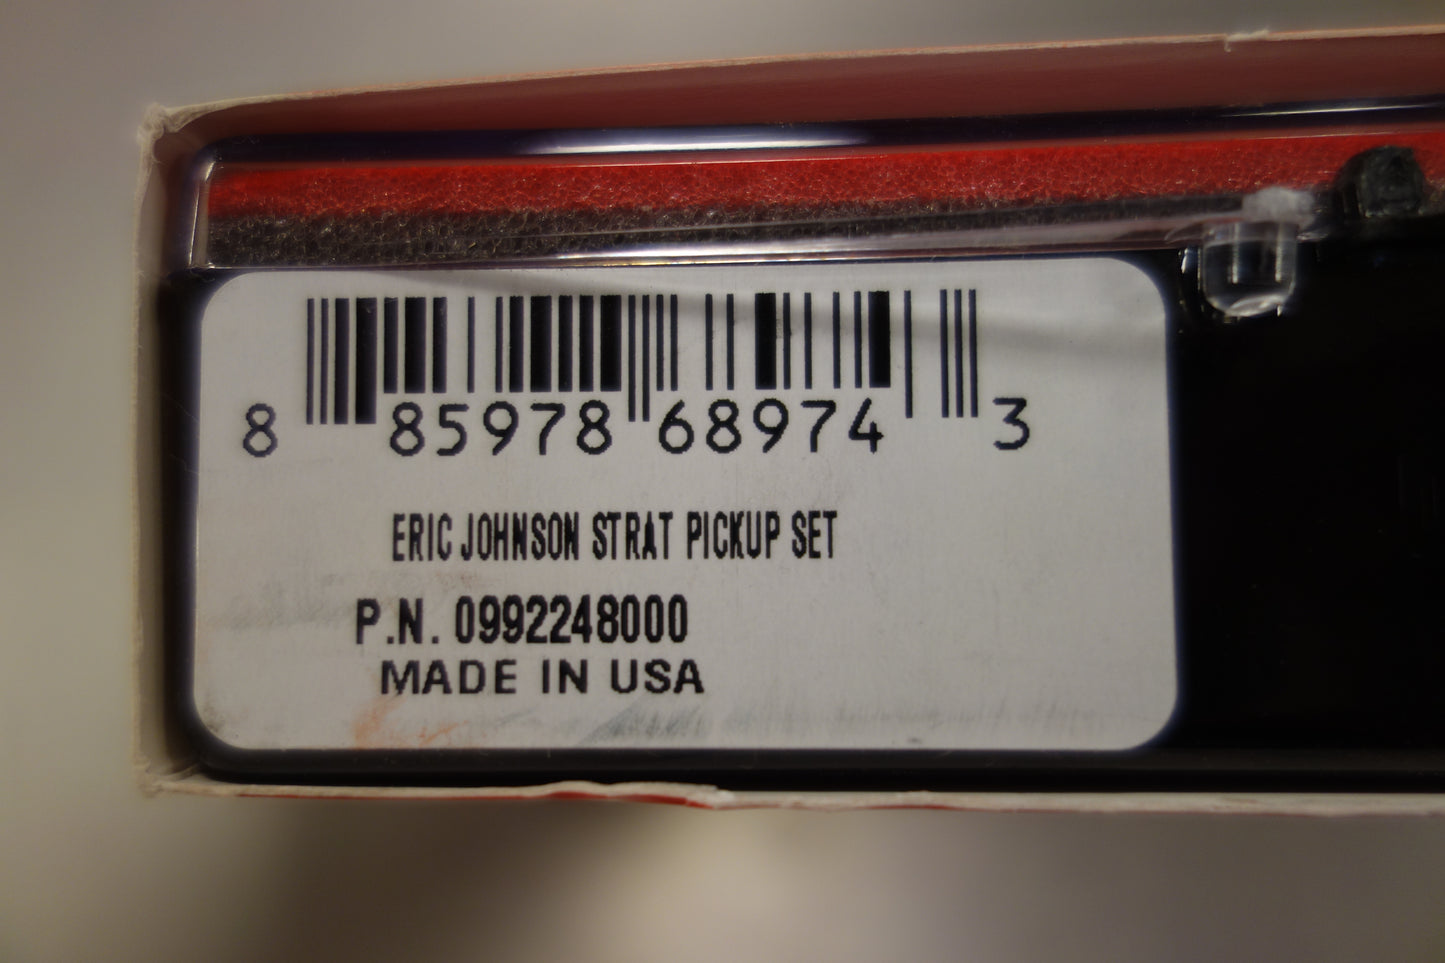 8 85978 68974 3
ERIC JOHNSON STRAT PICKUP SET
P.N. 0992248000
MADE IN USA